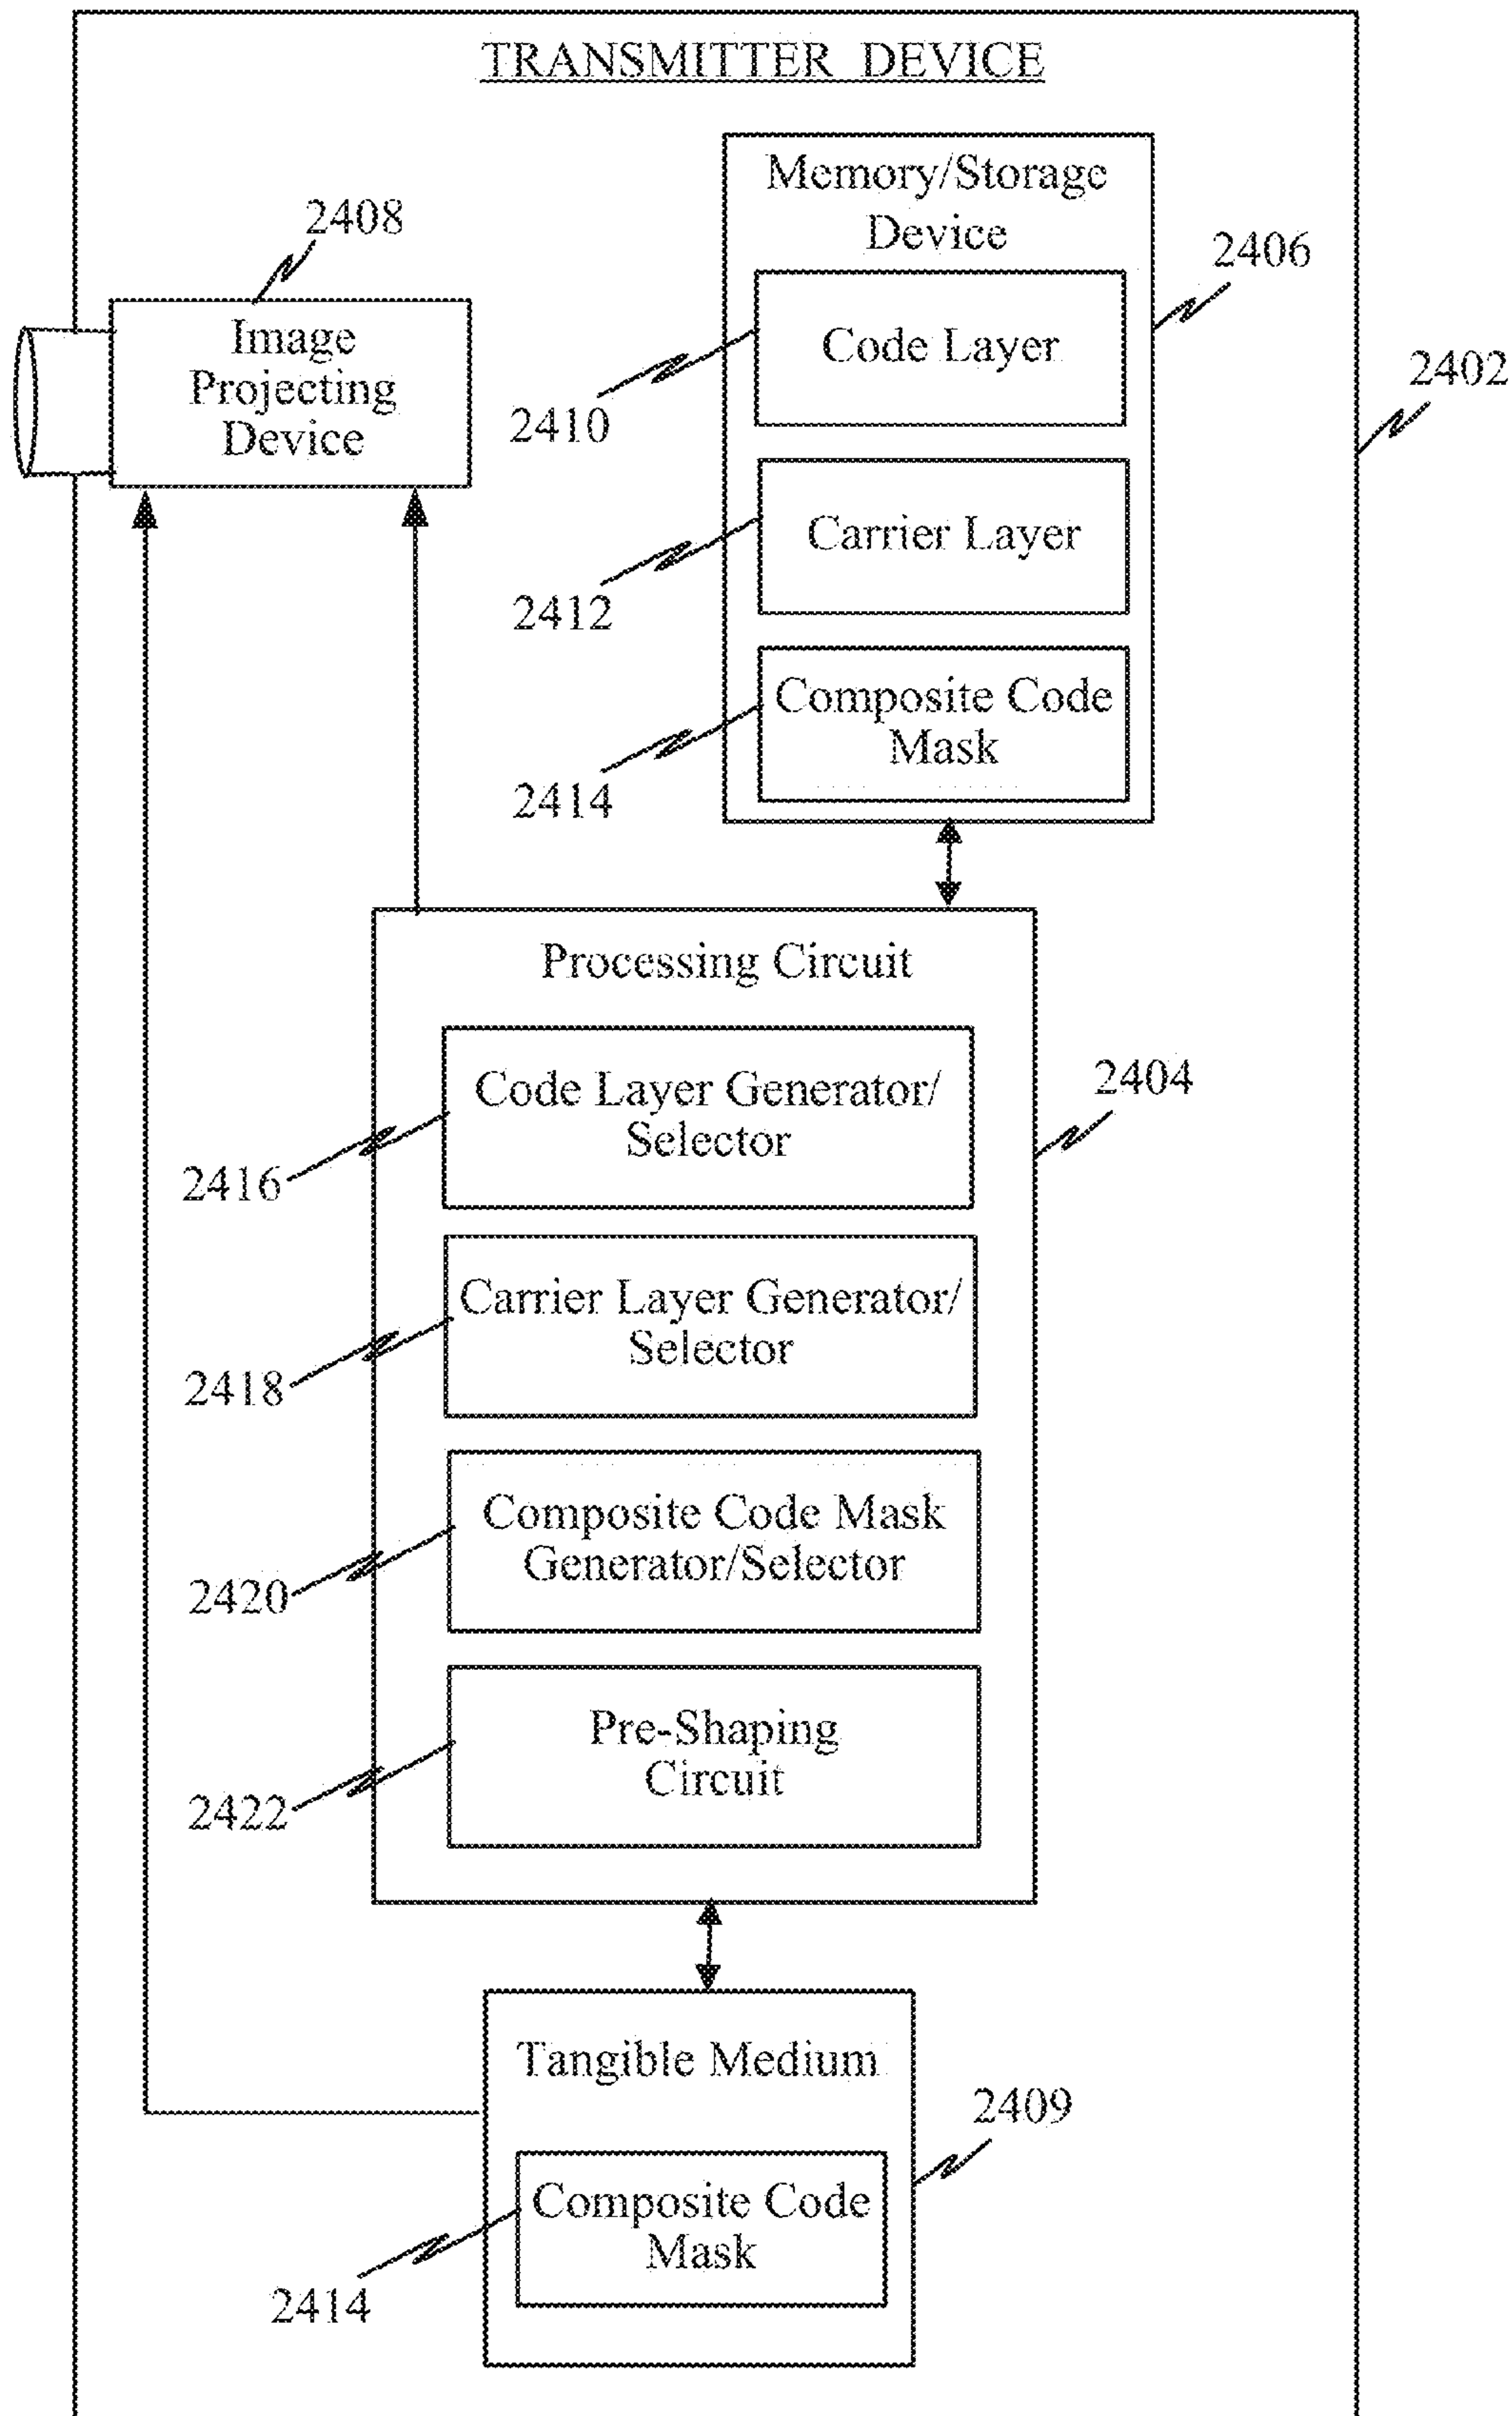 TRANSMITTER DEVICE
Memory/Storage
Device
2408
2406
Image
Projecting
Device
Code Layer
2402
2410
Carrier Layer
2412
Composite Code
Mask
2414
Processing Circuit
Code Layer Generator/
Selector
2404
2416
Carrier Layer Generator/
Selector
2418
Composite Code Mask
Generator/Selector
2420
Pre-Shaping
Circuit
2422
Tangible Medium
2409
Composite Code
Mask
2414